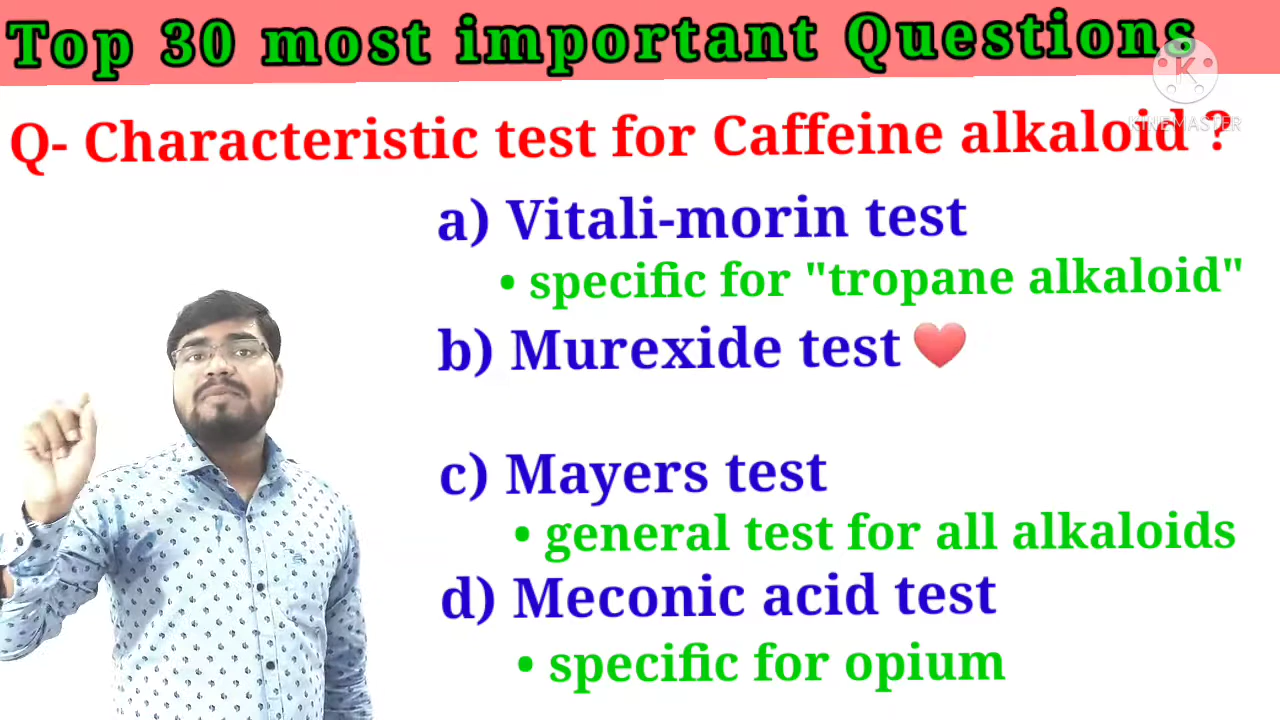 Top 30 most important Questions
KINEMASTER
Q- Characteristic test for Caffeine alkaloid ?
a) Vitali-morin test
• specific for "tropane alkaloid"
b) Murexide test ❤️
c) Mayers test
• general test for all alkaloids
d) Meconic acid test
• specific for opium